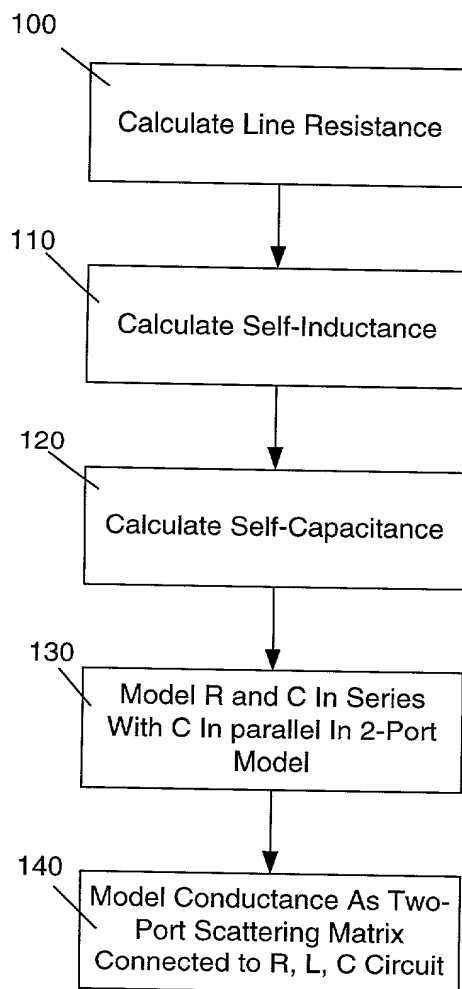 100
Calculate Line Resistance
110
Calculate Self-Inductance
120
Calculate Self-Capacitance
130
Model R and C In Series
With C In parallel In 2-Port
Model
140
Model Conductance As Two-
Port Scattering Matrix
Connected to R, L, C Circuit